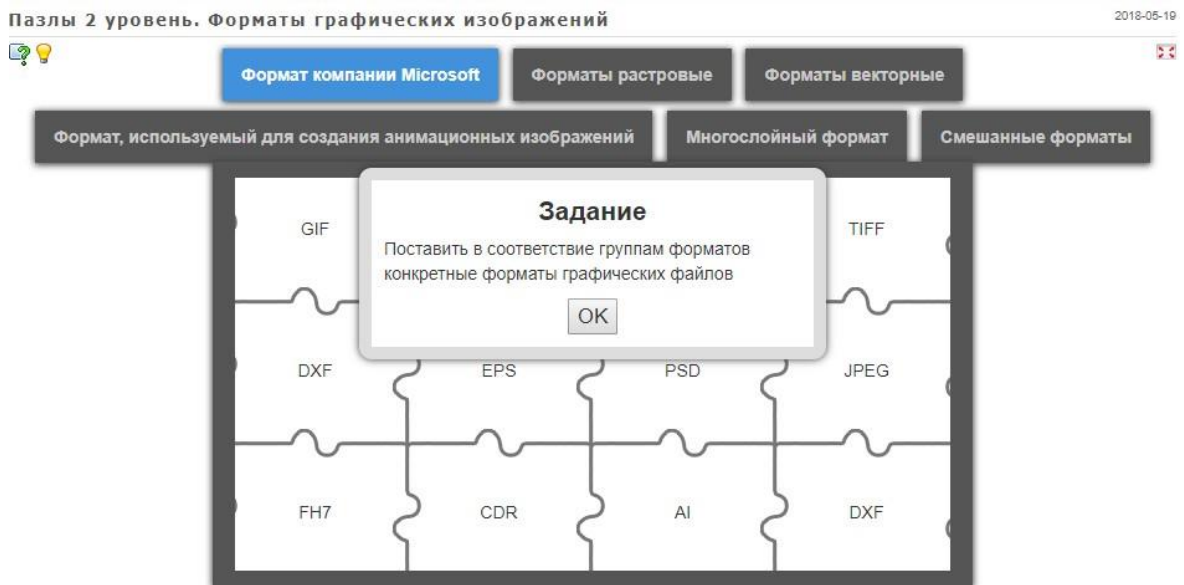 Пазлы 2 уровень. Форматы графических изображений
2018-05-19
Формат компании Microsoft
Форматы растровые
Форматы векторные
Формат, используемый для создания анимационных изображений
Многослойный формат
Смешанные форматы
GIF
TIFF
Задание
Поставить в соответствие группам форматов
конкретные форматы графических файлов
OK
DXF
EPS
PSD
JPEG
FH7
CDR
AI
DXF